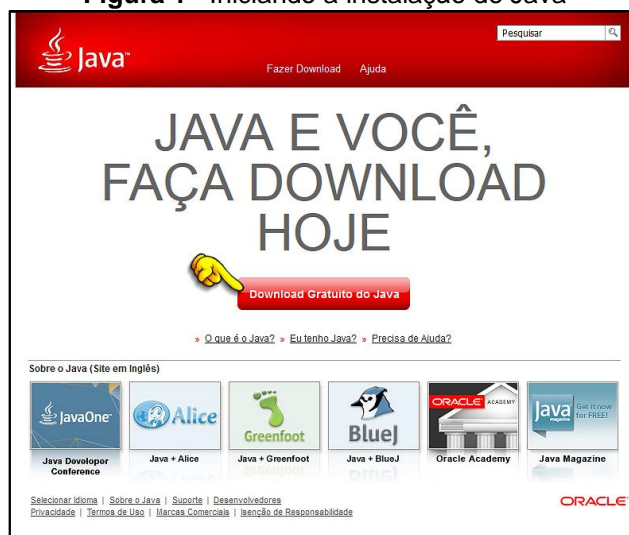 Figura 1 - Iniciando a instalação do Java
Pesquisar
Java™
Fazer Download Ajuda
JAVA E VOCÊ,
FAÇA DOWNLOAD
HOJE
Download Gratuito do Java
» O que é o Java? » Eu tenho Java? » Precisa de Ajuda?
Sobre o Java (Site em Inglês)
JavaOne Alice Greenfoot BlueJ ORACLE ACADEMY Java magazine Get it now for FREE!
Java Developer Conference Java + Alice Java + Greenfoot Java + BlueJ Oracle Academy Java Magazine
Selecionar Idioma | Sobre o Java | Suporte | Desenvolvedores
Privacidade | Termos de Uso | Marcas Comerciais | Isenção de Responsabilidade
ORACLE